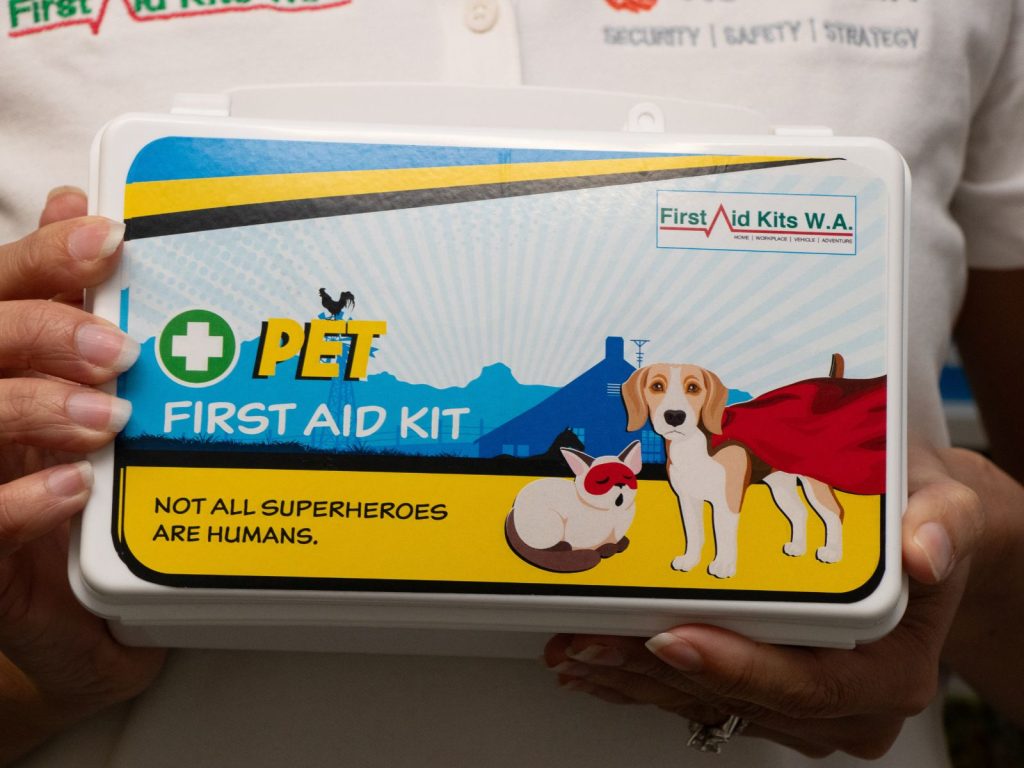 First Aid Kits W.A.
SECURITY | SAFETY | STRATEGY
First Aid Kits W.A.
HOME | WORKPLACE | VEHICLE | ADVENTURE
PET
FIRST AID KIT
NOT ALL SUPERHEROES
ARE HUMANS.